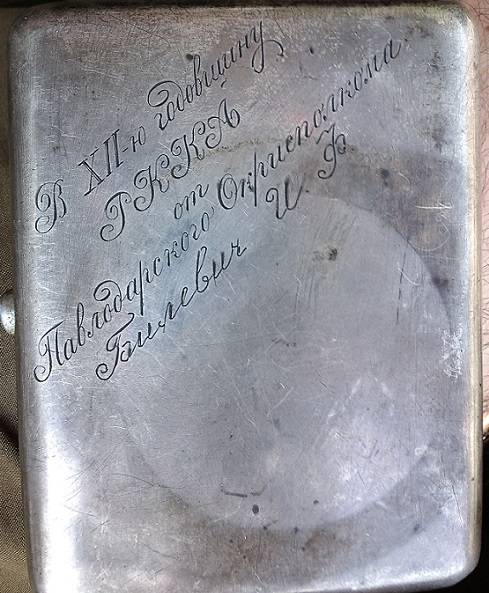 В XII-ю годовщину
РККА
от
Павлодарского Окрисполкома.
Билевич И. Ф